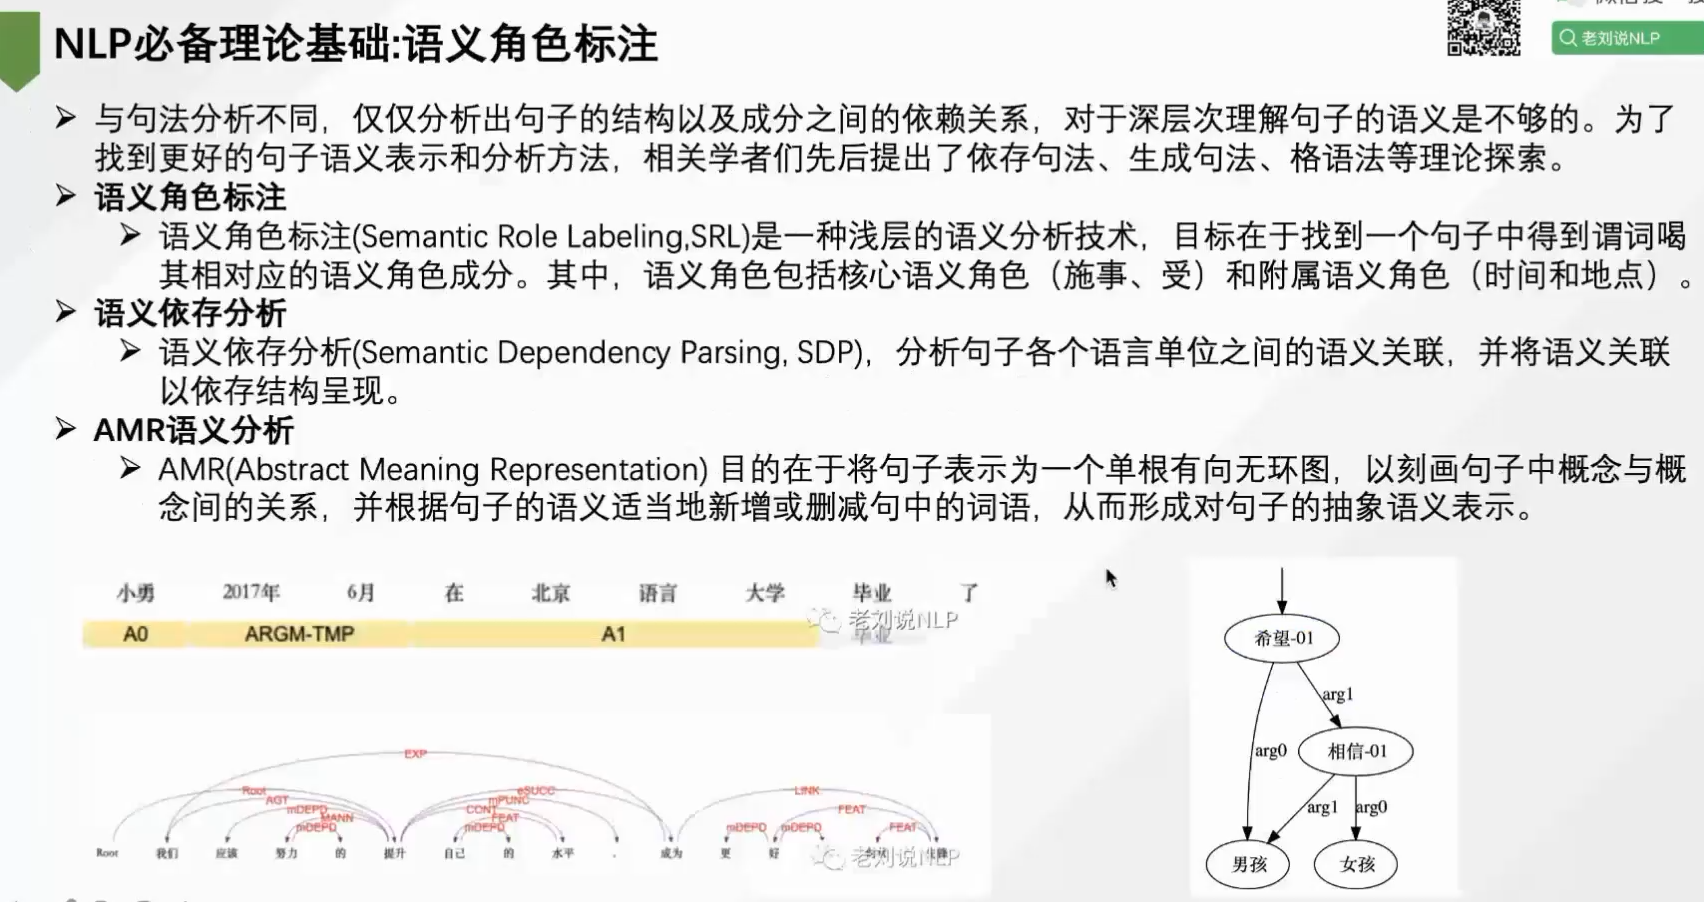 NLP必备理论基础:语义角色标注
老刘说NLP
➢ 与句法分析不同，仅仅分析出句子的结构以及成分之间的依赖关系，对于深层次理解句子的语义是不够的。为了
找到更好的句子语义表示和分析方法，相关学者们先后提出了依存句法、生成句法、格语法等理论探索。
➢ 语义角色标注
➢ 语义角色标注(Semantic Role Labeling,SRL)是一种浅层的语义分析技术，目标在于找到一个句子中得到谓词喝
其相对应的语义角色成分。其中，语义角色包括核心语义角色（施事、受）和附属语义角色（时间和地点）。
➢ 语义依存分析
➢ 语义依存分析(Semantic Dependency Parsing, SDP)，分析句子各个语言单位之间的语义关联，并将语义关联
以依存结构呈现。
➢ AMR语义分析
➢ AMR(Abstract Meaning Representation) 目的在于将句子表示为一个单根有向无环图，以刻画句子中概念与概
念间的关系，并根据句子的语义适当地新增或删减句中的词语，从而形成对句子的抽象语义表示。
小勇 2017年 6月 在 北京 语言 大学 毕业 了
老刘说NLP
A0 ARGM-TMP A1 毕业
EXP
Root eSUCC LINK
AGT mPUNC
mDEPD CONT FEAT
MANN FEAT
mDEPD mDEPD mDEPD mDEPD FEAT
Root 我们 应该 努力 的 提升 自己 的 水平 , 成为 更 好
老刘说NLP
希望-01
arg1
arg0
相信-01
arg1 arg0
男孩 女孩